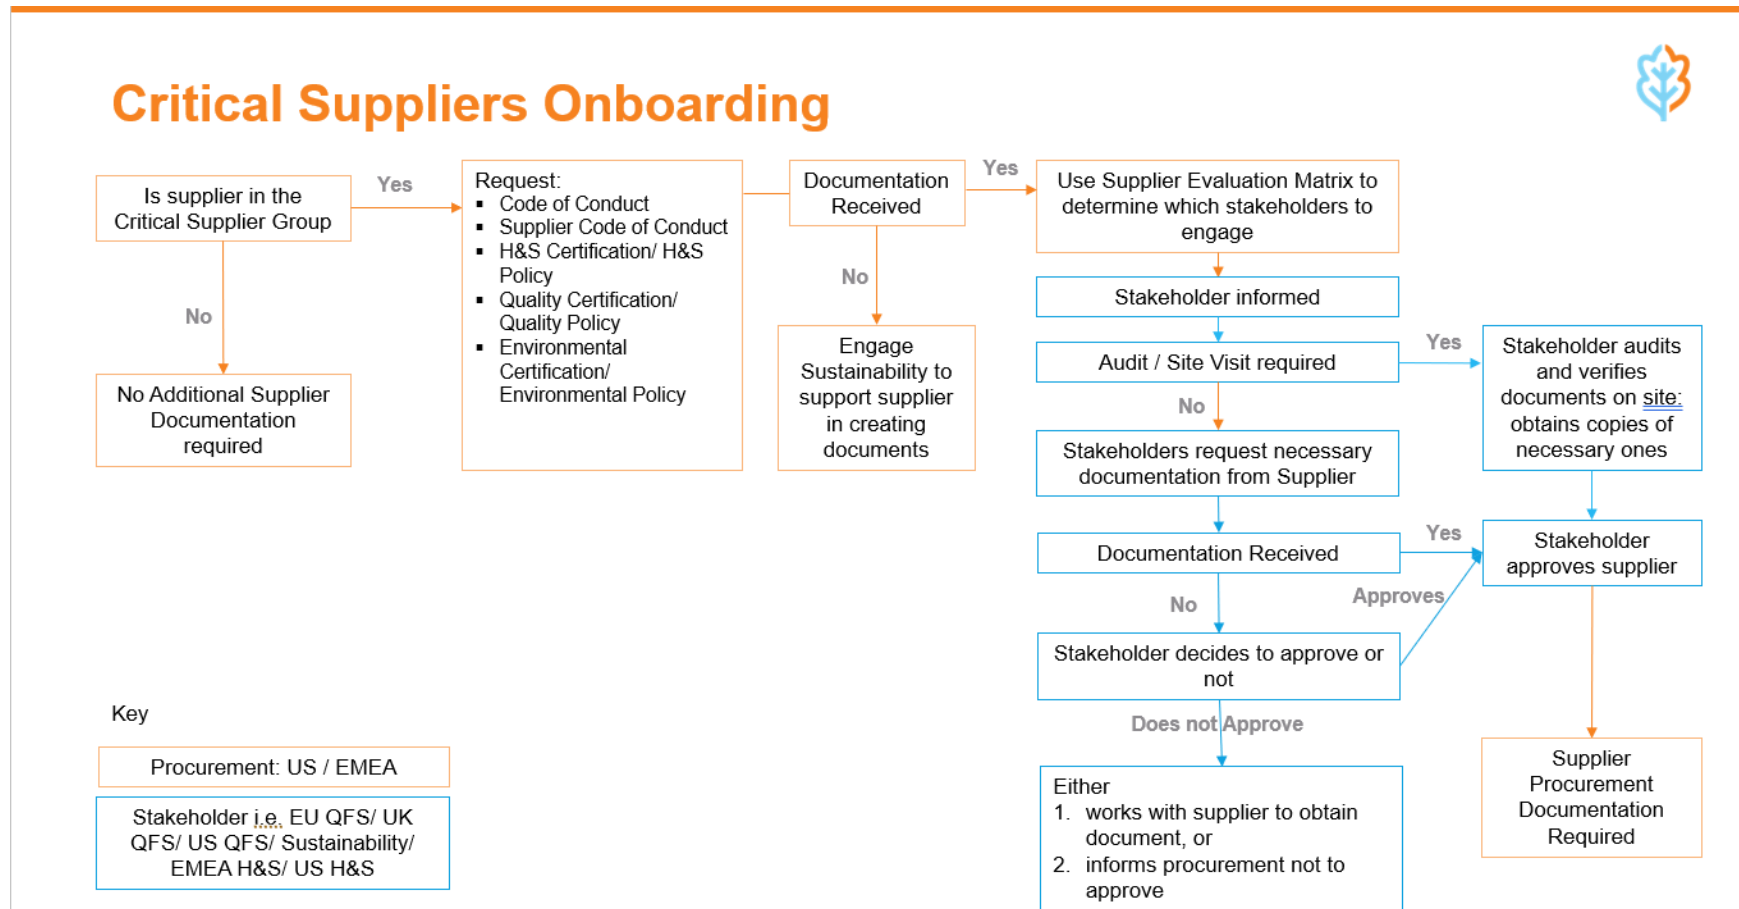 Critical Suppliers Onboarding
Is supplier in the
Critical Supplier Group
Yes
No
No Additional Supplier
Documentation
required
Request:
▪ Code of Conduct
▪ Supplier Code of Conduct
▪ H&S Certification/ H&S
Policy
▪ Quality Certification/
Quality Policy
▪ Environmental
Certification/
Environmental Policy
Documentation
Received
Yes
No
Engage
Sustainability to
support supplier
in creating
documents
Use Supplier Evaluation Matrix to
determine which stakeholders to
engage
Stakeholder informed
Audit / Site Visit required
Yes
No
Stakeholder audits
and verifies
documents on site:
obtains copies of
necessary ones
Stakeholders request necessary
documentation from Supplier
Documentation Received
Yes
No
Approves
Stakeholder
approves supplier
Stakeholder decides to approve or
not
Does not Approve
Either
1. works with supplier to obtain
document, or
2. informs procurement not to
approve
Supplier
Procurement
Documentation
Required
Key
Procurement: US / EMEA
Stakeholder i.e. EU QFS/ UK
QFS/ US QFS/ Sustainability/
EMEA H&S/ US H&S